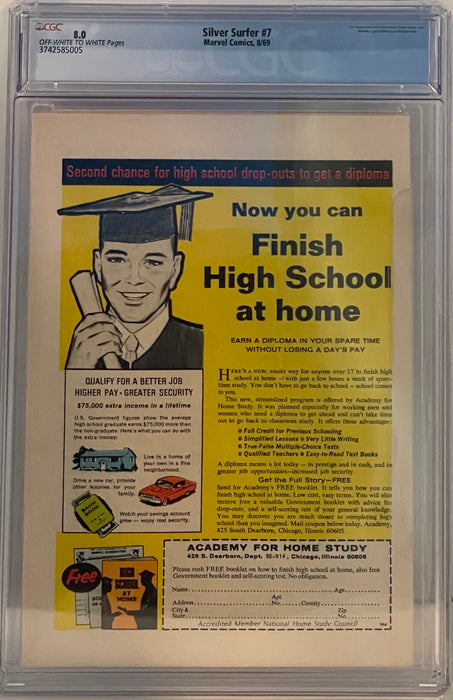 CGC
8.0
OFF-WHITE TO WHITE Pages
3742585005
Silver Surfer #7
Marvel Comics, 8/69
Second chance for high school drop-outs to get a diploma
Now you can
Finish
High School
at home
EARN A DIPLOMA IN YOUR SPARE TIME
WITHOUT LOSING A DAY'S PAY
HERE'S A NEW, easier way for anyone over 17 to finish high
school at home — with just a few hours a week of spare-
time study. You don't have to go back to school — school comes
to you.
This new, streamlined program is offered by Academy for
Home Study. It was planned especially for working men and
women who need a diploma to get ahead and can't take time
out to go back to classroom study. It offers these advantages:
Full Credit for Previous Schooling
Simplified Lessons Very Little Writing
True-False Multiple-Choice Tests
Qualified Teachers Easy-to-Read Text Books
A diploma means a lot today — in prestige and in cash, and in
greater job opportunities—increased job security
Get the Full Story—FREE
Send for Academy's FREE booklet. It tells you how you can
finish high school at home. Low cost, easy terms. You will also
receive free a valuable Government booklet with advice for
drop-outs, and a self-scoring test of your general knowledge.
You may discover you are much closer to completing high
school than you imagined. Mail coupon below today. Academy,
425 South Dearborn, Chicago, Illinois 60605.
QUALIFY FOR A BETTER JOB
HIGHER PAY - GREATER SECURITY
$75,000 extra income in a lifetime
U.S. Government figures show the average
high school graduate earns $75,000 more than
the non-graduate. Here's what you can do with
the extra money:
Live in a home of
your own in a fine
neighborhood.
Drive a new car, provide
other luxuries for your
family.
BANK
BOOK
Watch your savings account
grow — enjoy real security.
Free
HIGH
SCHOOL
AT
HOME
ACADEMY FOR HOME STUDY
425 S. Dearborn, Dept. Chicago, Illinois 60605
Please rush FREE booklet on how to finish high school at home, also free
Government booklet and self-scoring test. No obligation.
Name Age
Apt.
Address No. County
City & Zip
State No.
Accredited Member National Home Study Council